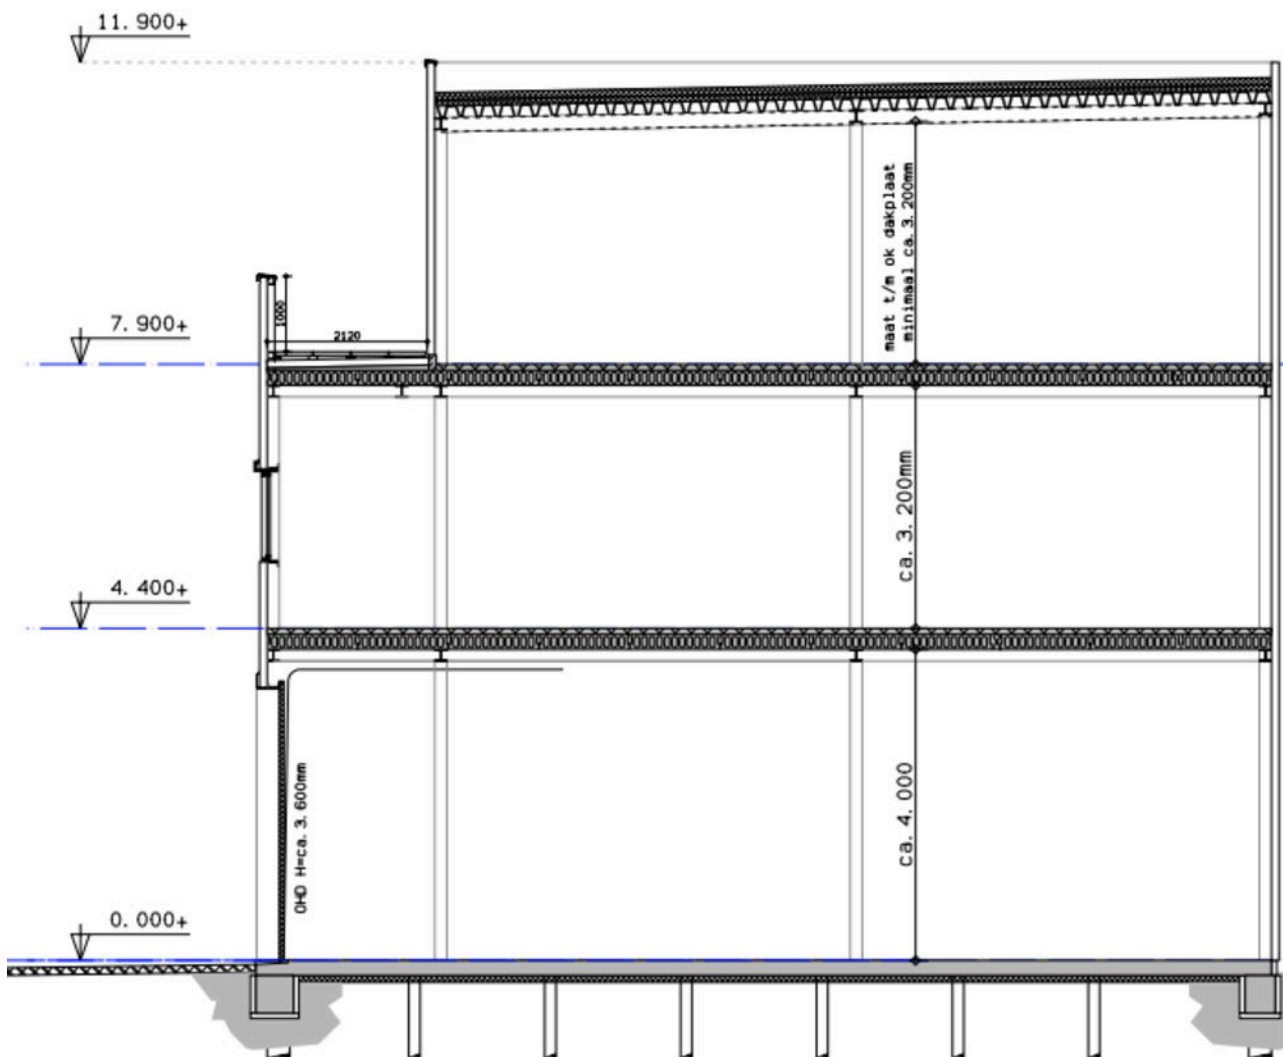 11.900+
maat t/m ok dakplaat
minimaal ca.3.200mm
1000
7.900+
2120
ca.3.200mm
4.400+
OHD H=ca.3.600mm
ca.4.000
0.000+